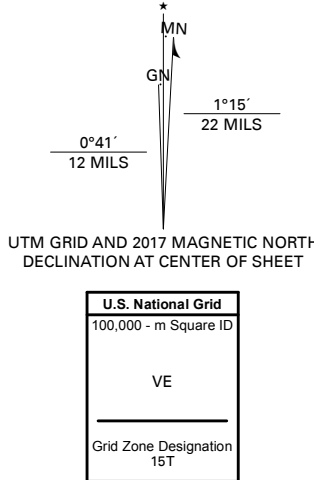 MN
GN
1°15´
22 MILS
0°41´
12 MILS
UTM GRID AND 2017 MAGNETIC NORTH
DECLINATION AT CENTER OF SHEET
U.S. National Grid
100,000 - m Square ID
VE
Grid Zone Designation
15T